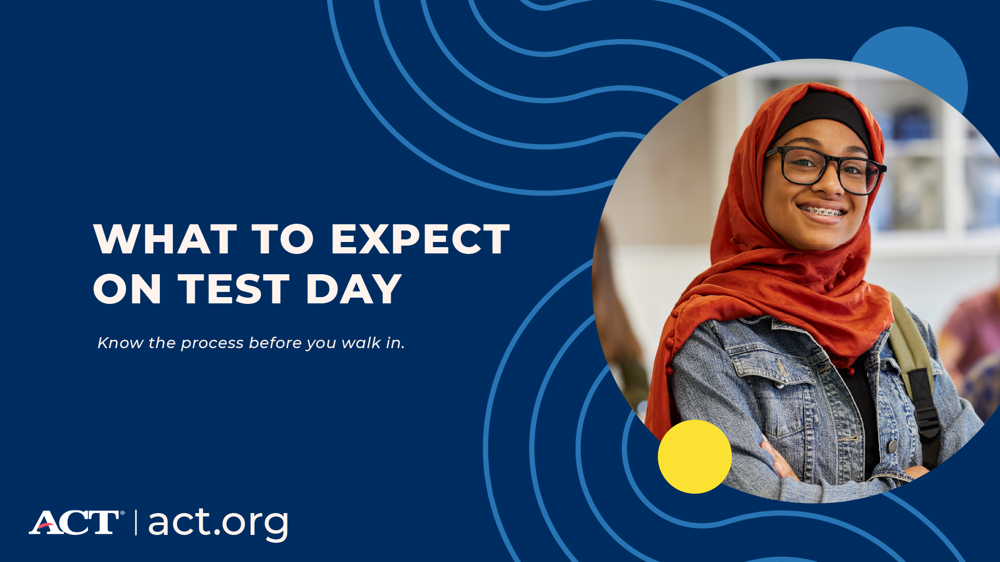 WHAT TO EXPECT
ON TEST DAY
Know the process before you walk in.
ACT® | act.org